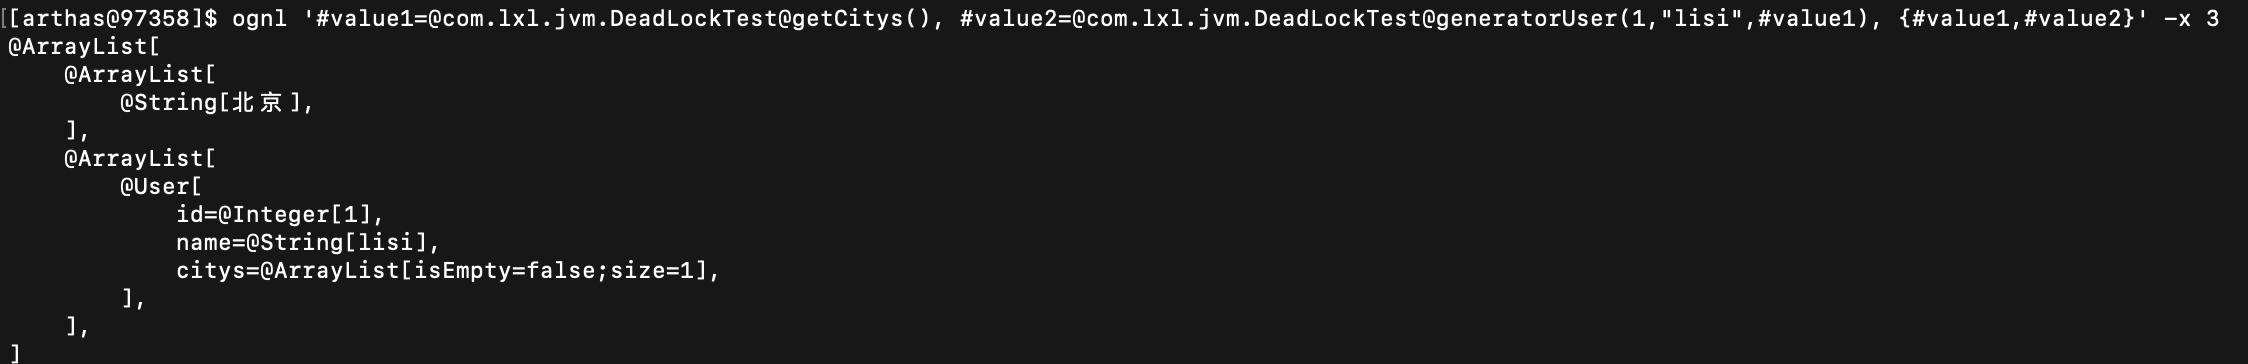 [[arthas@97358]$ ognl '#value1=@com.lxl.jvm.DeadLockTest@getCitys(), #value2=@com.lxl.jvm.DeadLockTest@generatorUser(1,"lisi",#value1), {#value1,#value2}' -x 3
@ArrayList[
    @ArrayList[
        @String[北京],
    ],
    @ArrayList[
        @User[
            id=@Integer[1],
            name=@String[lisi],
            citys=@ArrayList[isEmpty=false;size=1],
        ],
    ],
]